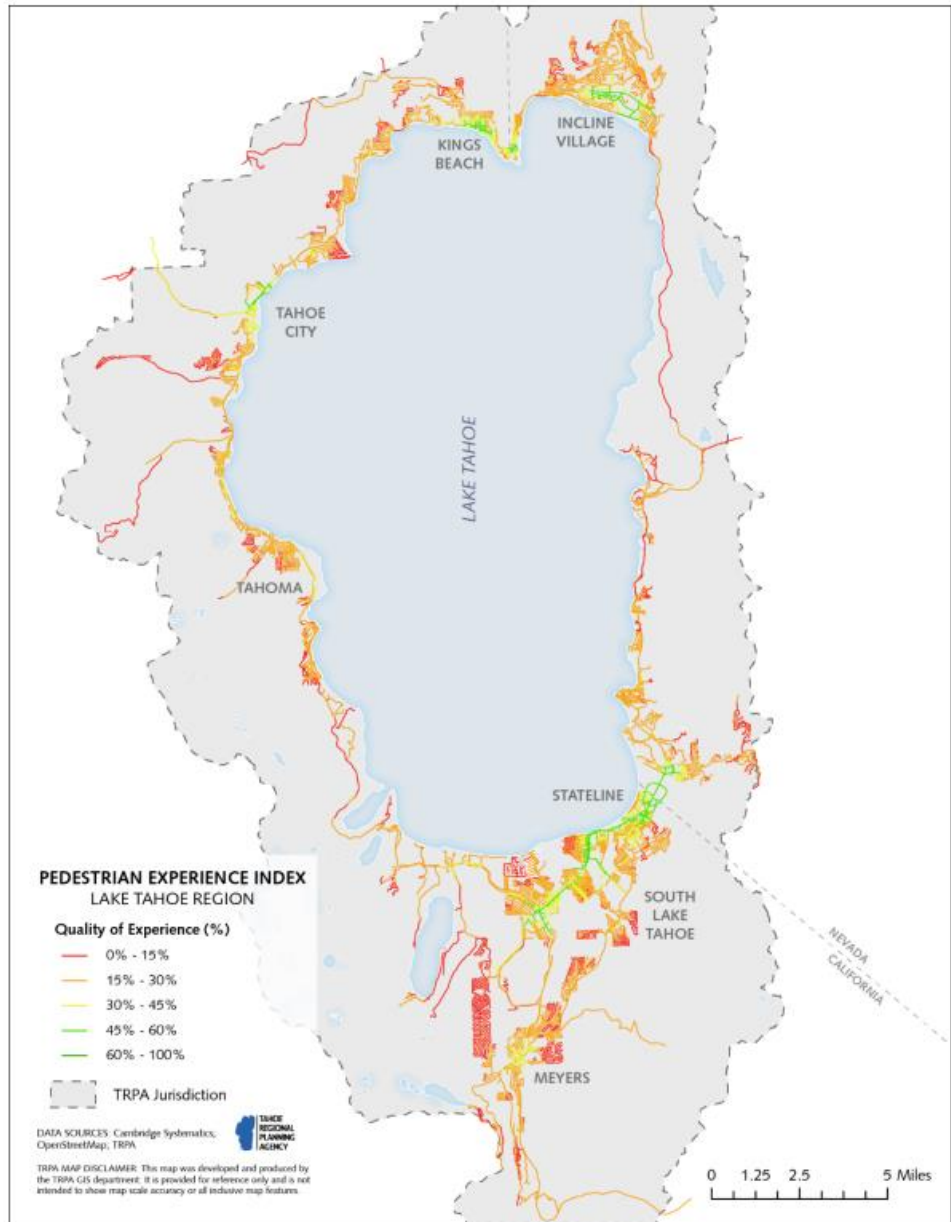 INCLINE
VILLAGE
KINGS
BEACH
TAHOE
CITY
LAKE TAHOE
TAHOMA
STATELINE
SOUTH
LAKE
TAHOE
NEVADA
CALIFORNIA
MEYERS
PEDESTRIAN EXPERIENCE INDEX
LAKE TAHOE REGION
Quality of Experience (%)
0% - 15%
15% - 30%
30% - 45%
45% - 60%
60% - 100%
TRPA Jurisdiction
DATA SOURCES: Cambridge Systematics,
OpenStreetMap, TRPA
TAHOE
REGIONAL
PLANNING
AGENCY
TRPA MAP DISCLAIMER: This map was developed and produced by
the TRPA GIS department. It is provided for reference only and is not
intended to show map scale accuracy or all inclusive map features.
0 1.25 2.5 5 Miles